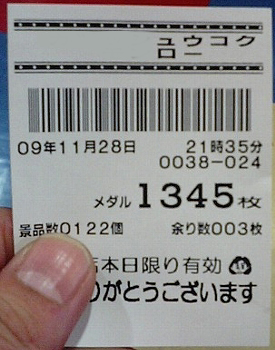 ュウコク
ロー
09年11月28日 21時35分
0038-024
メダル 1345枚
景品数0122個 余り数003枚
本日限り有効
りがとうございます